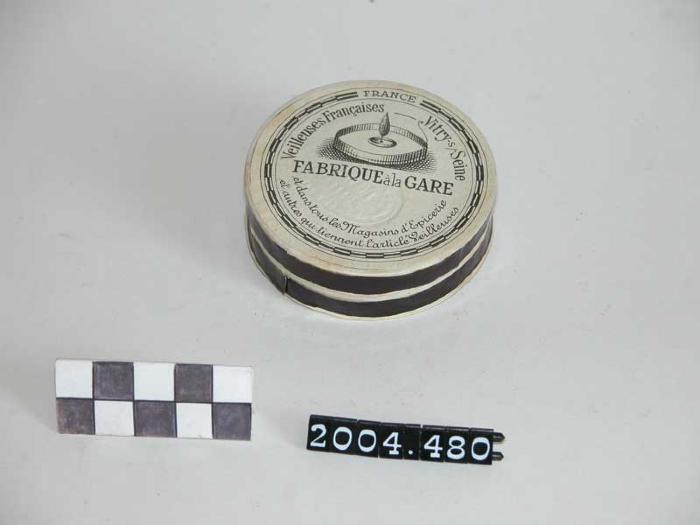 FRANCE
Veilleuses Françaises
Vitry-s/Seine
FABRIQUE à la GARE
et dans tous les Magasins d'Epicerie
et autres qui tiennent l'article Veilleuses
2004.480